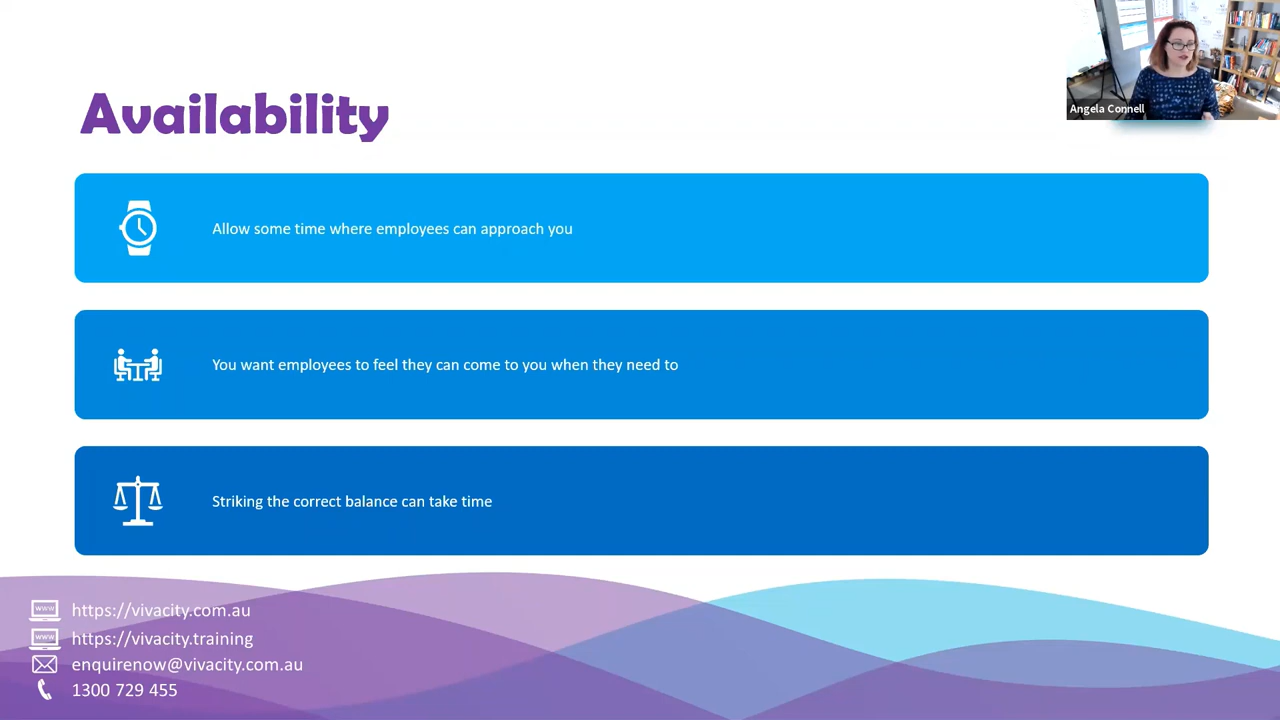 Availability
Angela Connell
Allow some time where employees can approach you
You want employees to feel they can come to you when they need to
Striking the correct balance can take time
www https://vivacity.com.au
www https://vivacity.training
enquirenow@vivacity.com.au
1300 729 455